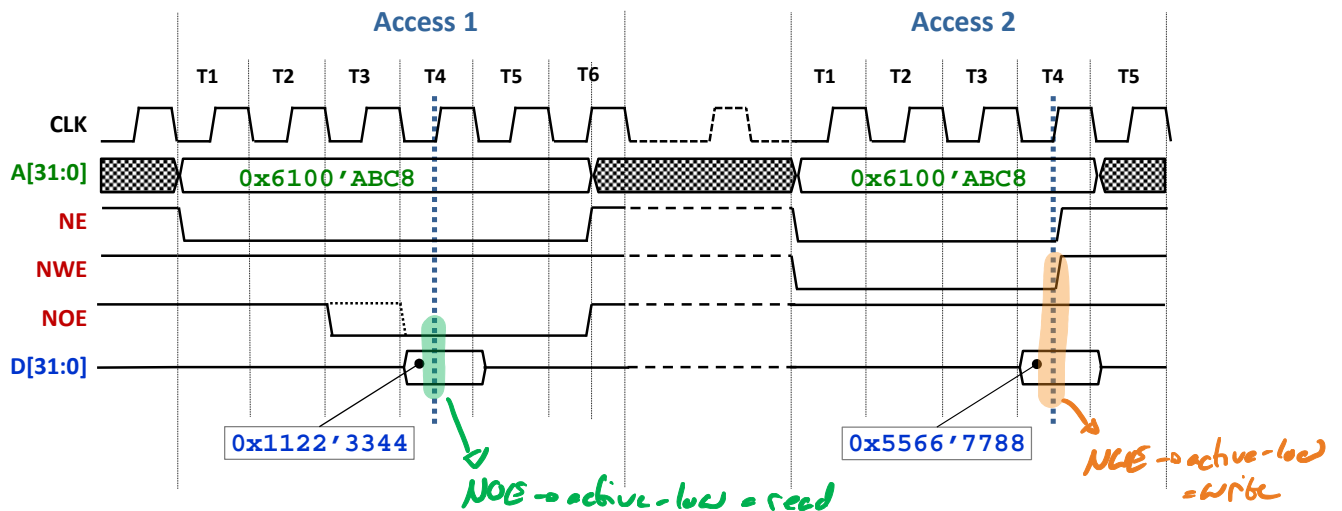 Access 1 Access 2
T1 T2 T3 T4 T5 T6 T1 T2 T3 T4 T5
CLK
A[31:0] 0x6100’ABC8 0x6100’ABC8
NE
NWE
NOE
D[31:0]
0x1122’3344 0x5566’7788
NOE → active-low = read
NWE → active-low
= write